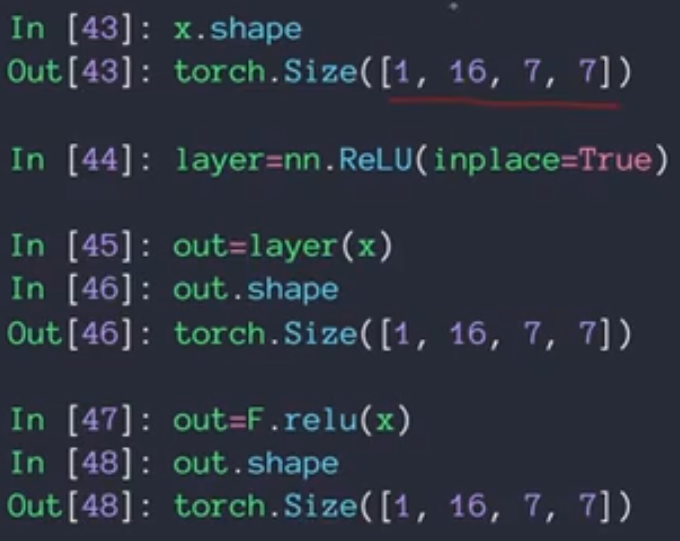 In [43]: x.shape
Out[43]: torch.Size([1, 16, 7, 7])
In [44]: layer=nn.ReLU(inplace=True)
In [45]: out=layer(x)
In [46]: out.shape
Out[46]: torch.Size([1, 16, 7, 7])
In [47]: out=F.relu(x)
In [48]: out.shape
Out[48]: torch.Size([1, 16, 7, 7])